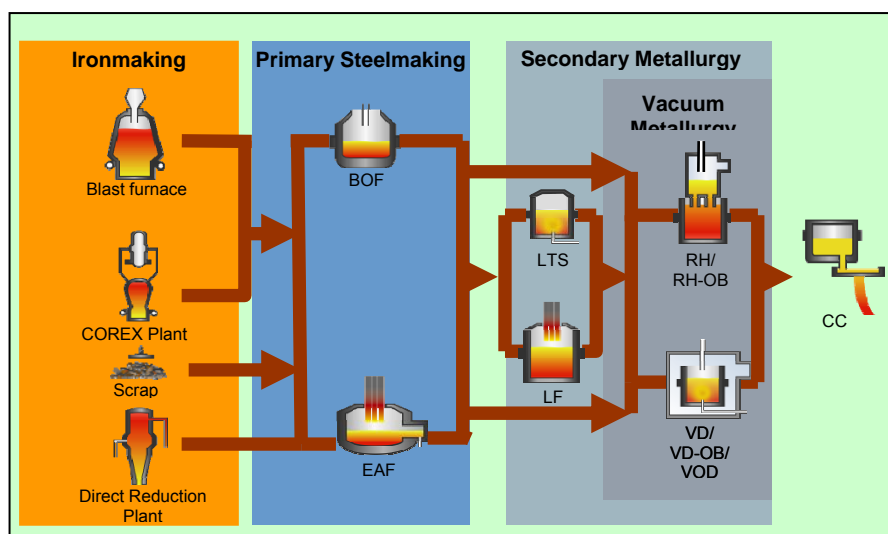 Ironmaking
Blast furnace
COREX Plant
Scrap
Direct Reduction
Plant
Primary Steelmaking
BOF
EAF
Secondary Metallurgy
LTS
LF
Vacuum
Metallurgy
RH/
RH-OB
VD/
VD-OB/
VOD
CC